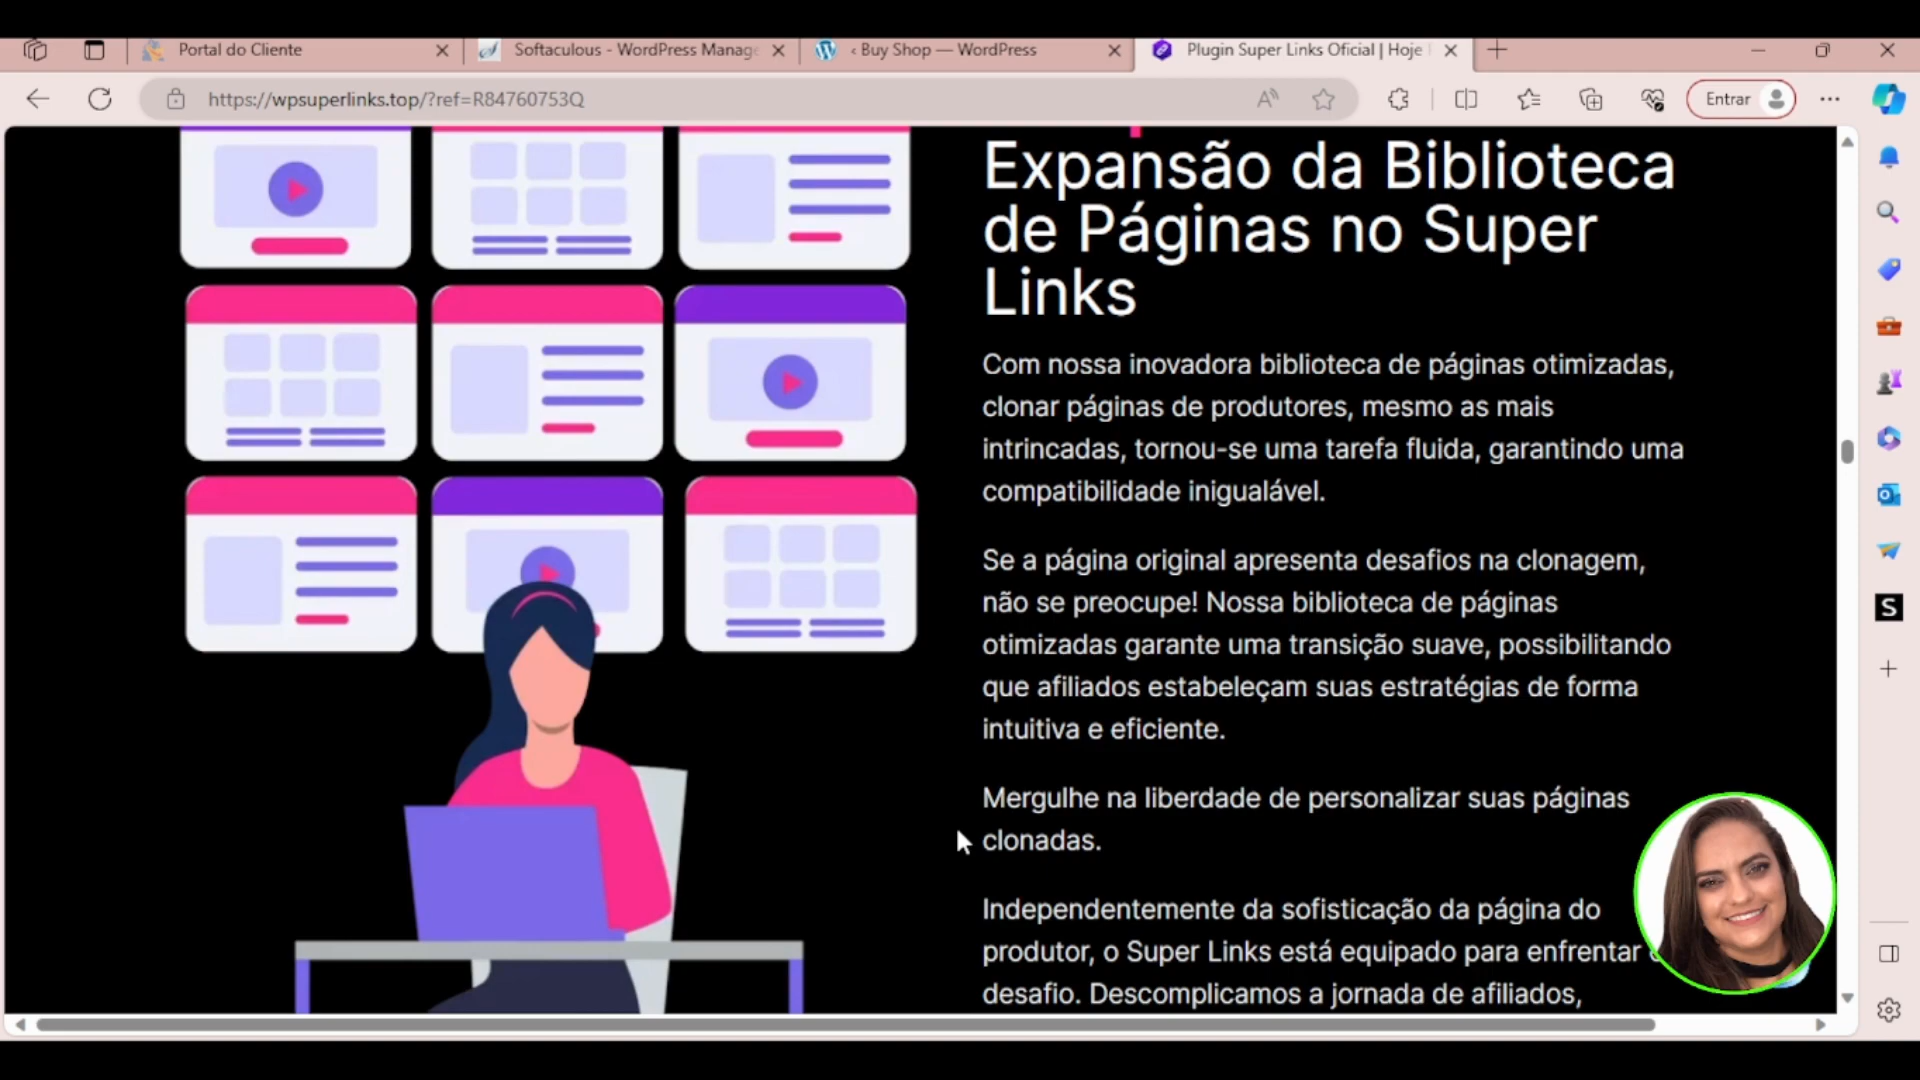 Portal do Cliente
Softaculous - WordPress Manage
‹ Buy Shop — WordPress
Plugin Super Links Oficial | Hoje
https://wpsuperlinks.top/?ref=R84760753Q
Entrar
Expansão da Biblioteca
de Páginas no Super
Links
Com nossa inovadora biblioteca de páginas otimizadas,
clonar páginas de produtores, mesmo as mais
intrincadas, tornou-se uma tarefa fluida, garantindo uma
compatibilidade inigualável.
Se a página original apresenta desafios na clonagem,
não se preocupe! Nossa biblioteca de páginas
otimizadas garante uma transição suave, possibilitando
que afiliados estabeleçam suas estratégias de forma
intuitiva e eficiente.
Mergulhe na liberdade de personalizar suas páginas
clonadas.
Independentemente da sofisticação da página do
produtor, o Super Links está equipado para enfrentar
desafio. Descomplicamos a jornada de afiliados,